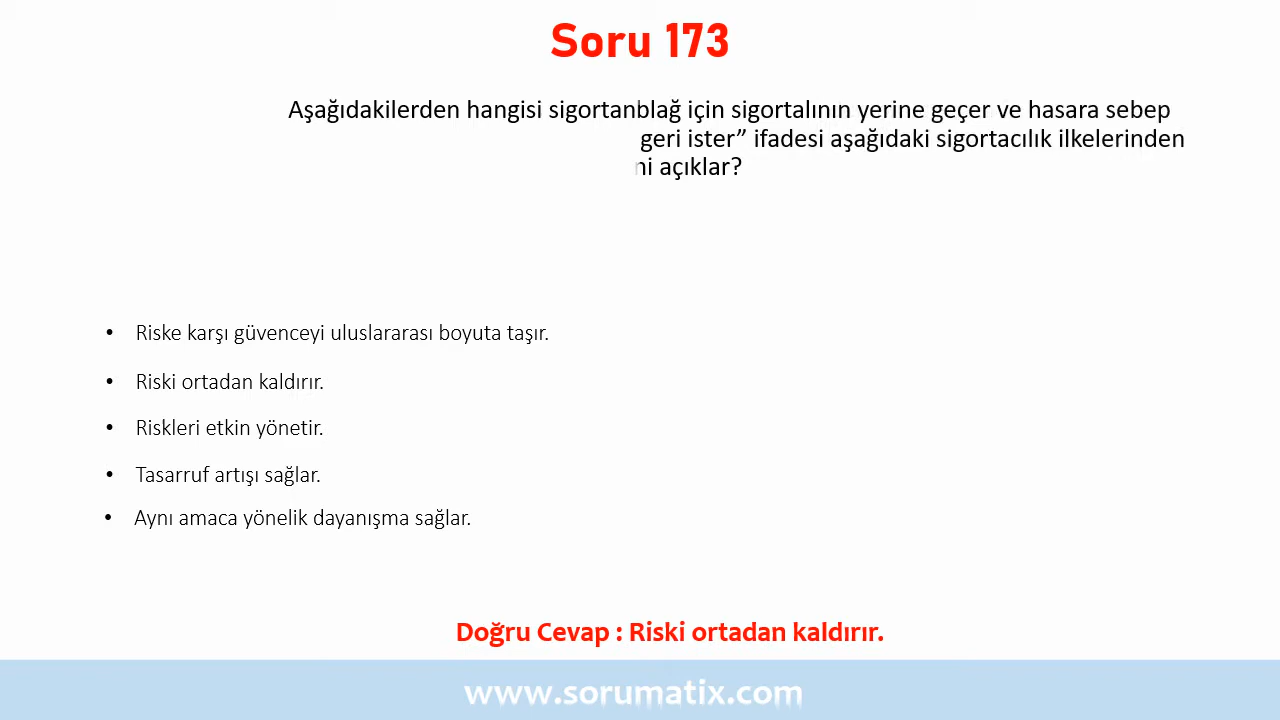 Soru 173
Aşağıdakilerden hangisi sigortanblağ için sigortalının yerine geçer ve hasara sebep
geri ister” ifadesi aşağıdaki sigortacılık ilkelerinden
ni açıklar?
• Riske karşı güvenceyi uluslararası boyuta taşır.
• Riski ortadan kaldırır.
• Riskleri etkin yönetir.
• Tasarruf artışı sağlar.
• Aynı amaca yönelik dayanışma sağlar.
Doğru Cevap : Riski ortadan kaldırır.
www.sorumatix.com